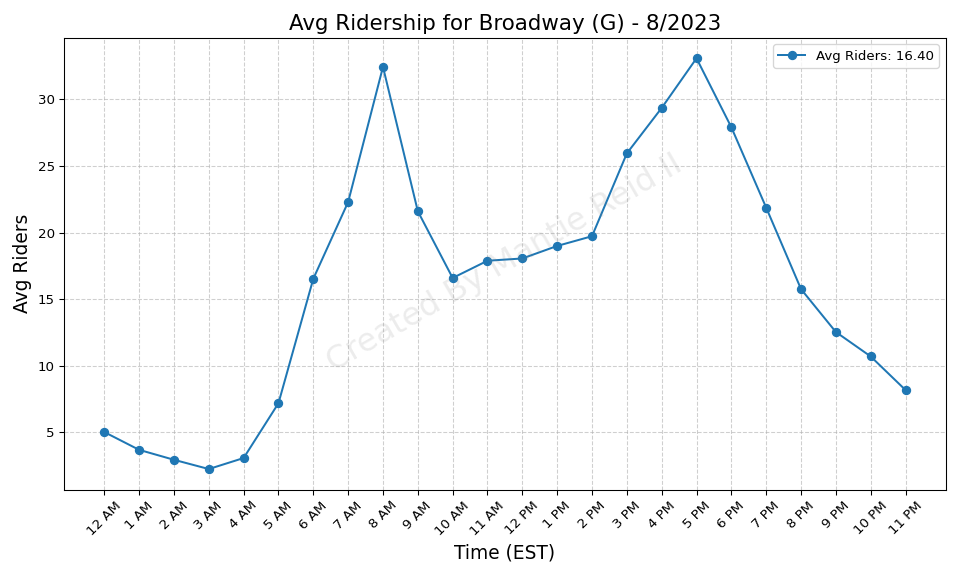 Avg Ridership for Broadway (G) - 8/2023
Avg Riders: 16.40
Avg Riders
30
25
20
15
10
5
Created By Mantie Reid II
12 AM
1 AM
2 AM
3 AM
4 AM
5 AM
6 AM
7 AM
8 AM
9 AM
10 AM
11 AM
12 PM
1 PM
2 PM
3 PM
4 PM
5 PM
6 PM
7 PM
8 PM
9 PM
10 PM
11 PM
Time (EST)